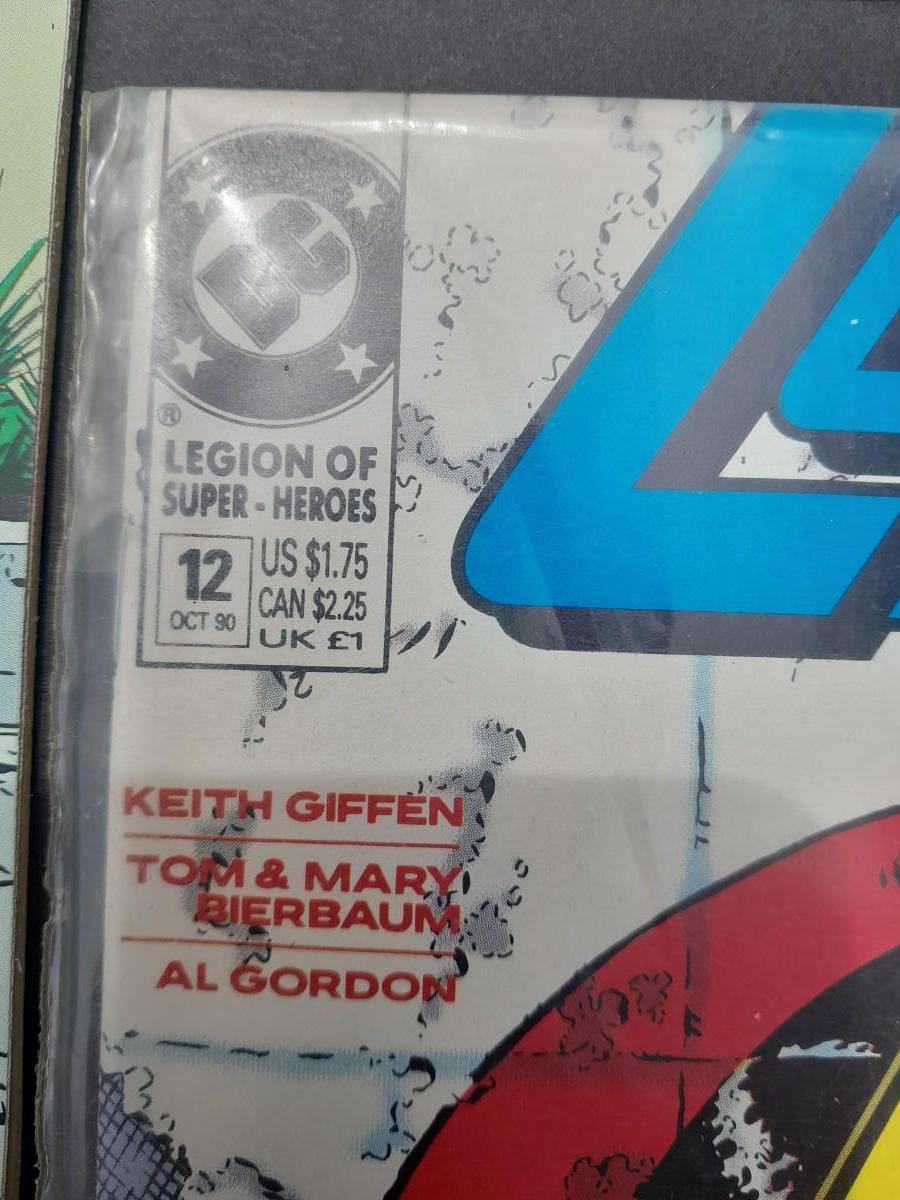 DC
®
LEGION OF
SUPER-HEROES
12
OCT 90
US $1.75
CAN $2.25
UK £1
KEITH GIFFEN
TOM & MARY
BIERBAUM
AL GORDON